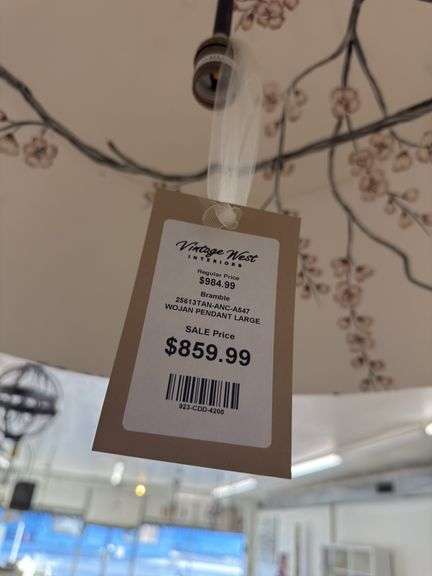 Vintage West
INTERIORS
Regular Price
$984.99
Bramble
25613TAN-ANC-A547
WOJAN PENDANT LARGE
SALE Price
$859.99
923-CDD-4200